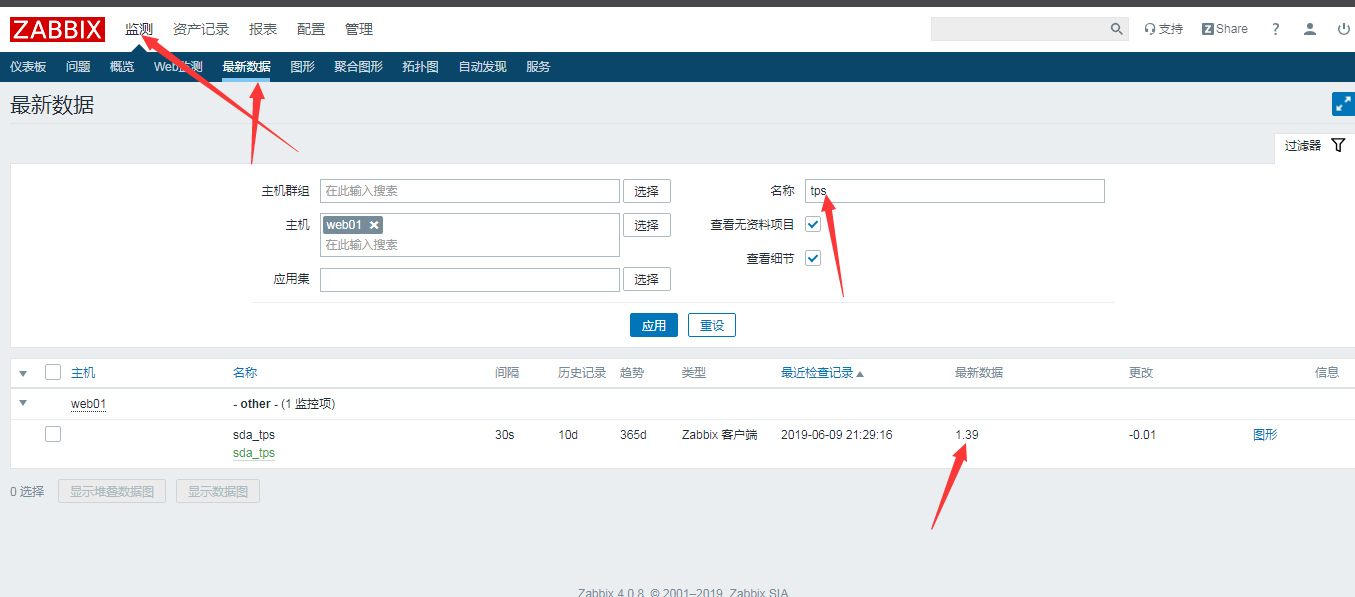 ZABBIX 监测 资产记录 报表 配置 管理 支持 Z Share ?
仪表板 问题 概览 Web监测 最新数据 图形 聚合图形 拓扑图 自动发现 服务
最新数据
过滤器
主机群组 在此输入搜索 选择 名称 tps
主机 web01 选择 查看无资料项目
在此输入搜索
查看细节
应用集 选择
应用 重设
主机 名称 间隔 历史记录 趋势 类型 最近检查记录 最新数据 更改 信息
web01 - other - (1 监控项)
sda_tps 30s 10d 365d Zabbix 客户端 2019-06-09 21:29:16 1.39 -0.01 图形
sda_tps
0 选择 显示堆叠数据图 显示数据图
Zabbix 4.0.8. © 2001–2019, Zabbix SIA